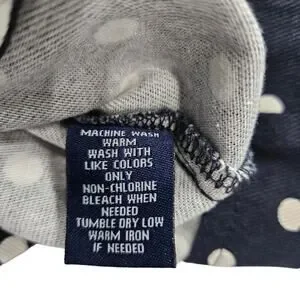 MACHINE WASH
WARM
WASH WITH
LIKE COLORS
ONLY
NON-CHLORINE
BLEACH WHEN
NEEDED
TUMBLE DRY LOW
WARM IRON
IF NEEDED